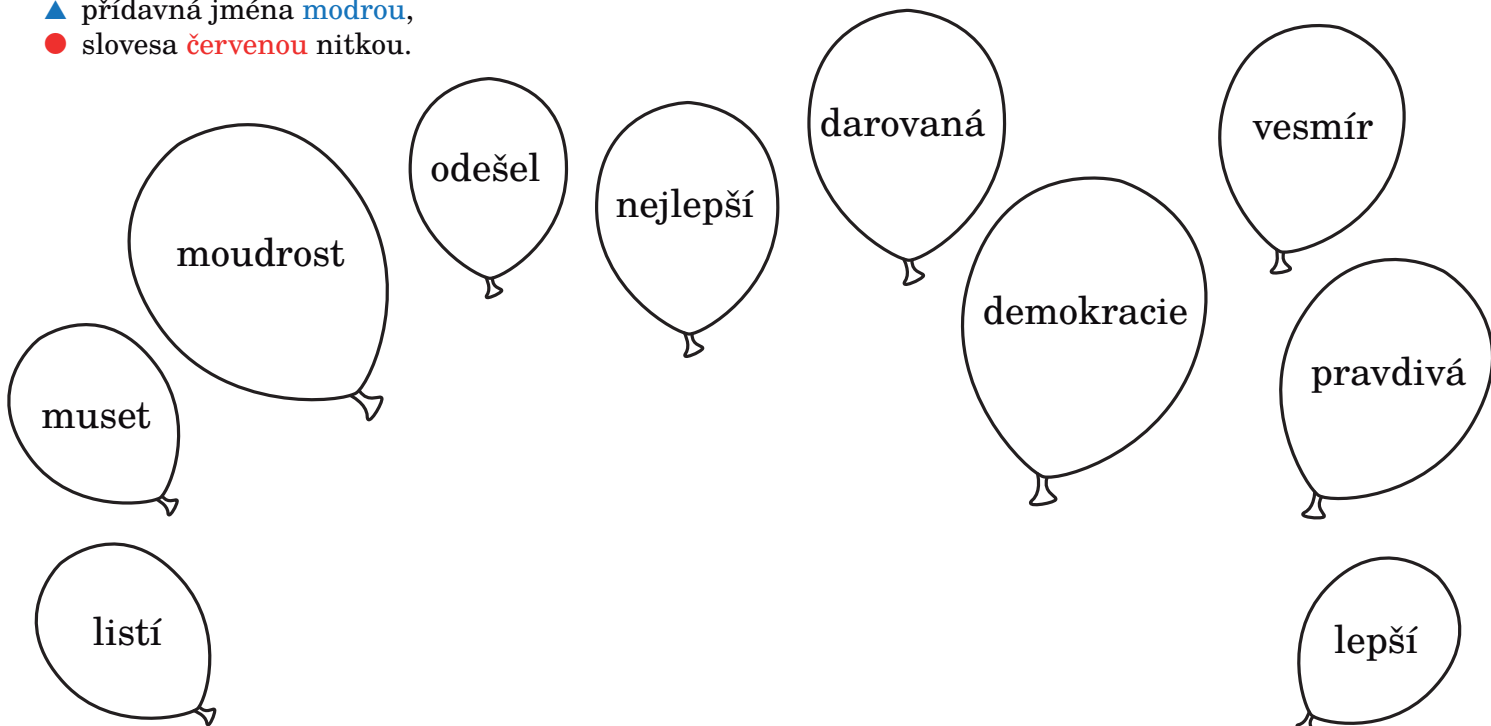 přídavná jména modrou,
slovesa červenou nitkou.
darovaná
vesmír
odešel
nejlepší
moudrost
demokracie
pravdivá
muset
listí
lepší